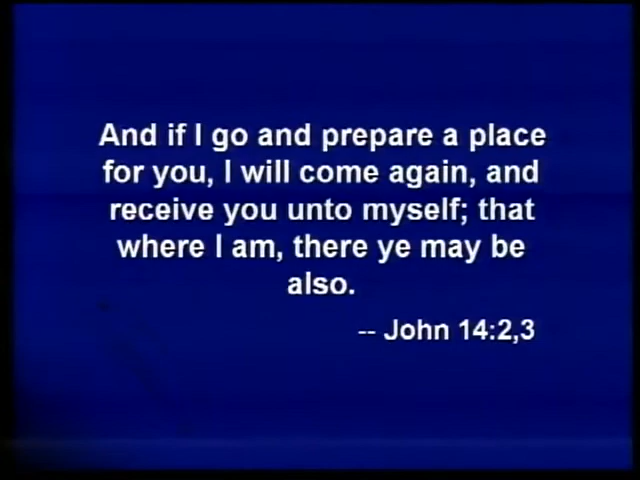 And if I go and prepare a place
for you, I will come again, and
receive you unto myself; that
where I am, there ye may be
also.
-- John 14:2,3